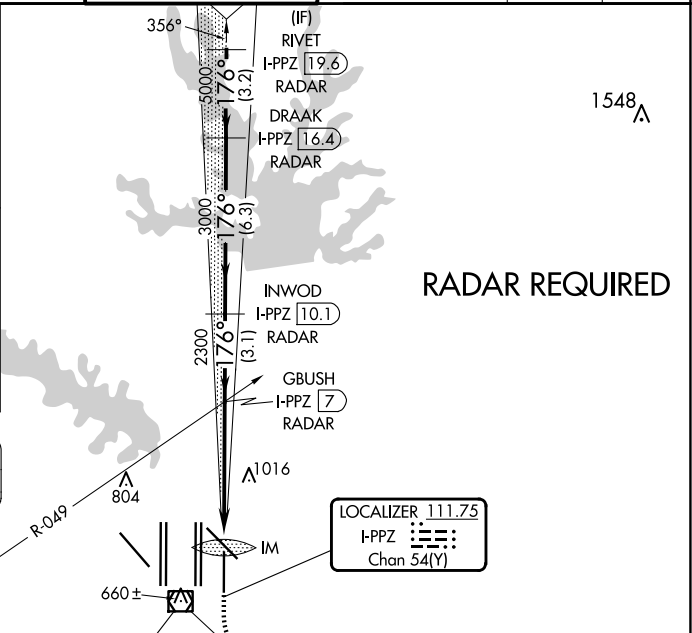 356°
(IF)
RIVET
I-PPZ 19.6
RADAR
5000
176°
(3.2)
DRAAK
I-PPZ 16.4
RADAR
1548
3000
176°
(6.3)
RADAR REQUIRED
INWOD
I-PPZ 10.1
RADAR
2300
176°
(3.1)
GBUSH
I-PPZ 7
RADAR
1016
804
R-049
LOCALIZER 111.75
I-PPZ
Chan 54(Y)
IM
660±